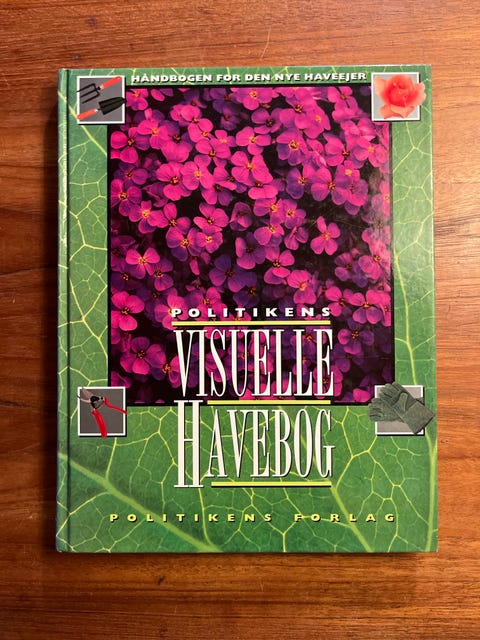 HÅNDBOGEN FOR DEN NYE HAVEEJER
POLITIKENS
VISUELLE
HAVEBOG
POLITIKENS FORLAG